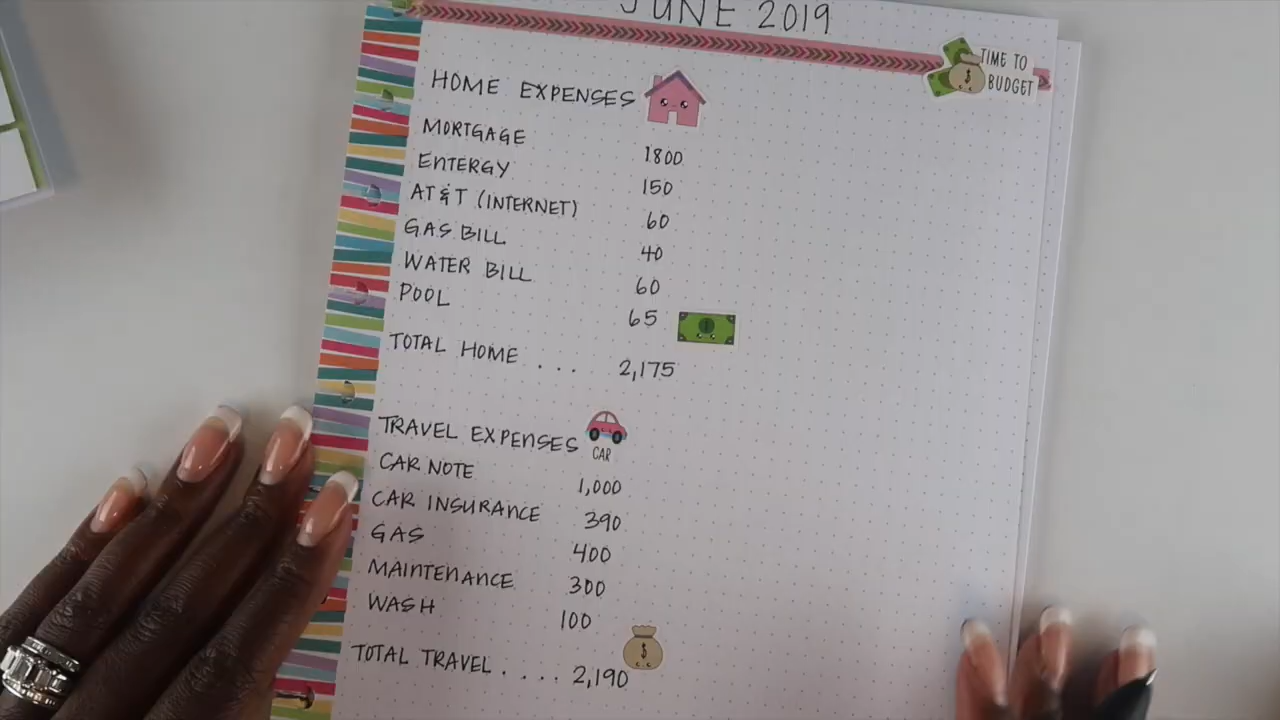 JUNE 2019
TIME TO
BUDGET
HOME EXPENSES
MORTGAGE 1800
ENTERGY 150
AT&T (INTERNET) 60
GAS BILL 40
WATER BILL 60
POOL 65
TOTAL HOME . . . 2,175
TRAVEL EXPENSES
CAR
CAR NOTE 1,000
CAR INSURANCE 390
GAS 400
MAINTENANCE 300
WASH 100
TOTAL TRAVEL . . . . 2,190